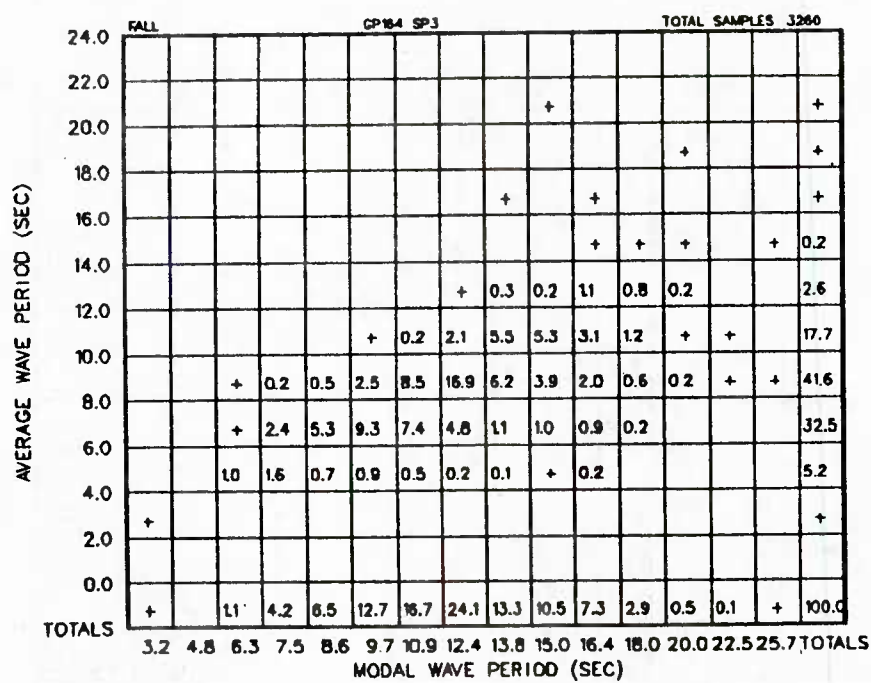 FALL GP164 SP3 TOTAL SAMPLES 3260
24.0
22.0
+ +
20.0
+ +
18.0
+ + +
16.0
+ + + + 0.2
14.0
+ 0.3 0.2 1.1 0.8 0.2 2.6
12.0
+ 0.2 2.1 5.5 5.3 3.1 1.2 + + 17.7
10.0
+ 0.2 0.5 2.5 8.5 16.9 6.2 3.9 2.0 0.6 0.2 + + 41.6
8.0
+ 2.4 5.3 9.3 7.4 4.8 1.1 1.0 0.9 0.2 32.5
6.0
1.0 1.6 0.7 0.9 0.5 0.2 0.1 + 0.2 5.2
4.0
+ +
2.0
0.0
+ 1.1 4.2 6.5 12.7 16.7 24.1 13.3 10.5 7.3 2.9 0.5 0.1 + 100.0
TOTALS
3.2 4.8 6.3 7.5 8.6 9.7 10.9 12.4 13.8 15.0 16.4 18.0 20.0 22.5 25.7 TOTALS
MODAL WAVE PERIOD (SEC)
AVERAGE WAVE PERIOD (SEC)